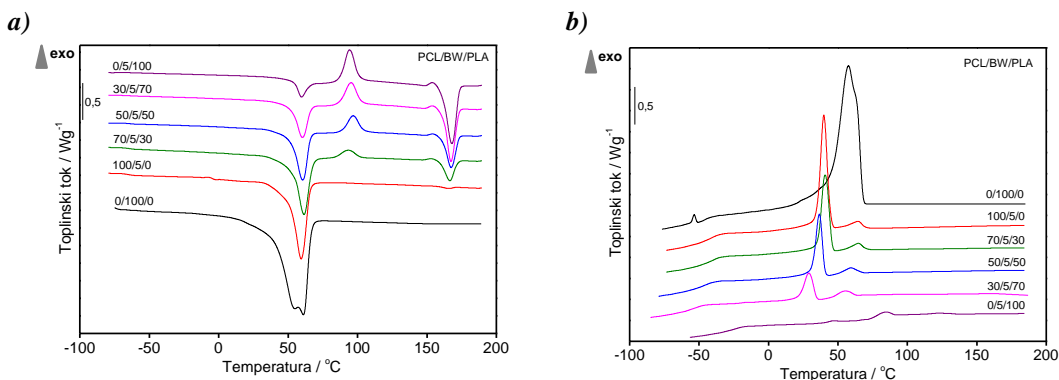 a)
exo
PCL/BW/PLA
0/5/100
0,5
30/5/70
50/5/50
70/5/30
100/5/0
0/100/0
Toplinski tok / Wg⁻¹
-100 -50 0 50 100 150 200
Temperatura / °C
b)
exo
PCL/BW/PLA
0,5
0/100/0
100/5/0
70/5/30
50/5/50
30/5/70
0/5/100
Toplinski tok / Wg⁻¹
-100 -50 0 50 100 150 200
Temperatura / °C